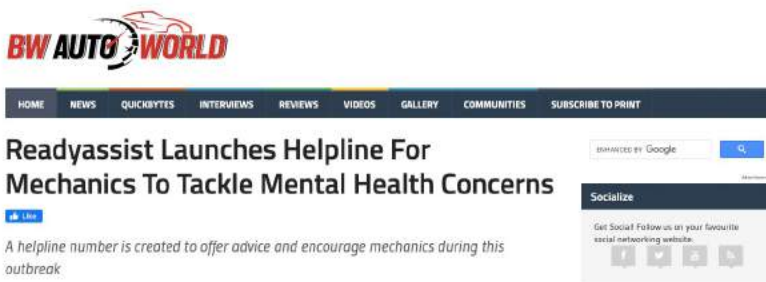 BW AUTO WORLD
HOME NEWS QUICKBYTES INTERVIEWS REVIEWS VIDEOS GALLERY COMMUNITIES SUBSCRIBE TO PRINT
Readyassist Launches Helpline For
Mechanics To Tackle Mental Health Concerns
Like
A helpline number is created to offer advice and encourage mechanics during this
outbreak
ENHANCED BY Google
Socialize
Get Social! Follow us on your favourite
social networking website.